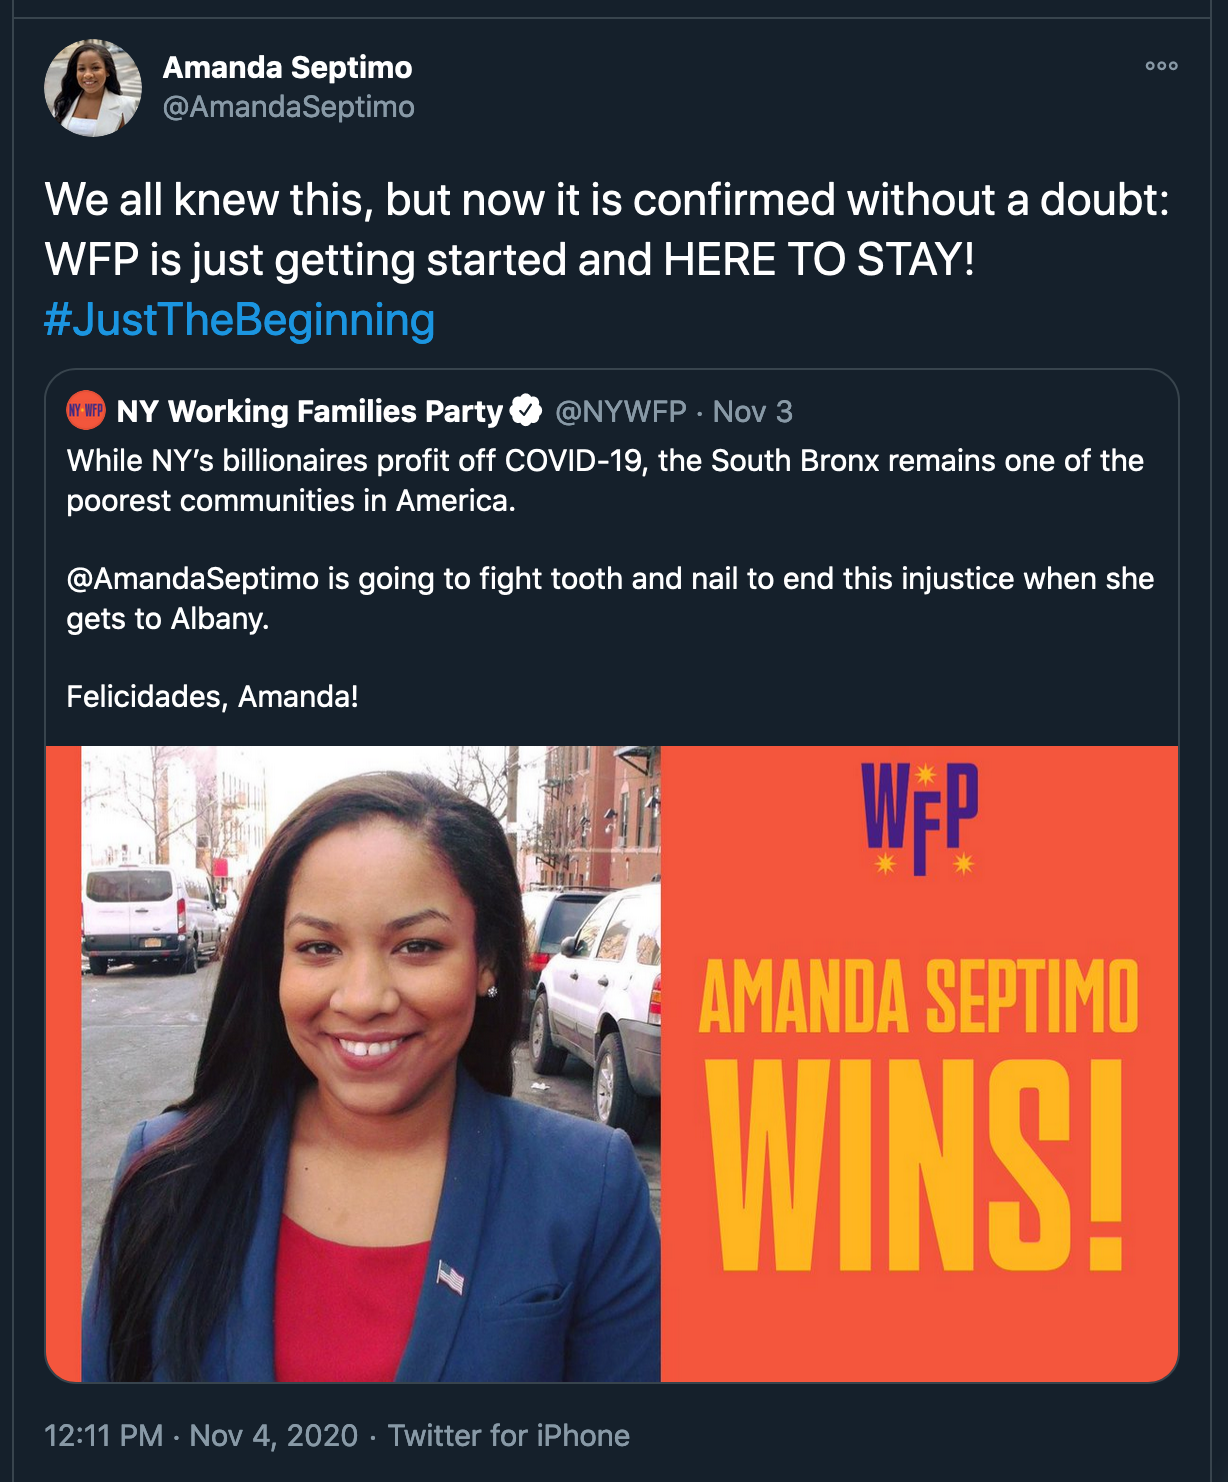 Amanda Septimo
@AmandaSeptimo
We all knew this, but now it is confirmed without a doubt:
WFP is just getting started and HERE TO STAY!
#JustTheBeginning
NY WFP
NY Working Families Party @NYWFP · Nov 3
While NY’s billionaires profit off COVID-19, the South Bronx remains one of the
poorest communities in America.
@AmandaSeptimo is going to fight tooth and nail to end this injustice when she
gets to Albany.
Felicidades, Amanda!
WFP
AMANDA SEPTIMO
WINS!
12:11 PM · Nov 4, 2020 · Twitter for iPhone